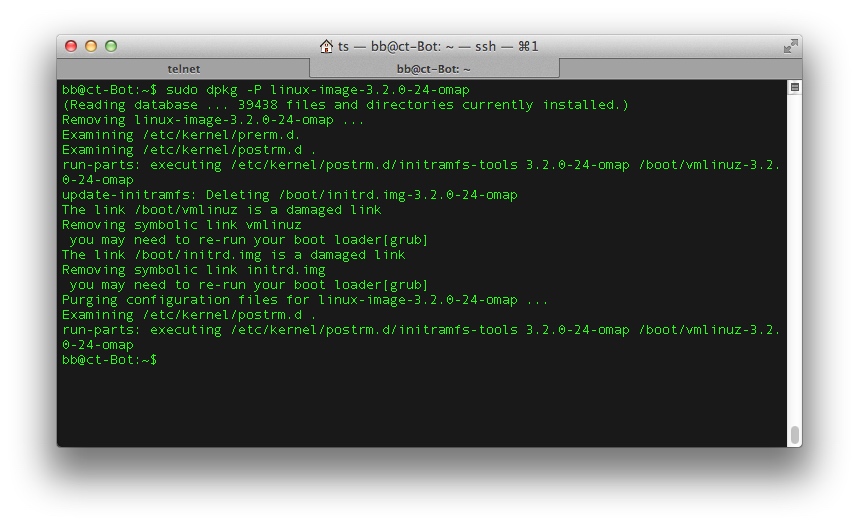 ts — bb@ct-Bot: ~ — ssh — ⌘1
telnet
bb@ct-Bot: ~
bb@ct-Bot:~$ sudo dpkg -P linux-image-3.2.0-24-omap
(Reading database ... 39438 files and directories currently installed.)
Removing linux-image-3.2.0-24-omap ...
Examining /etc/kernel/prerm.d.
Examining /etc/kernel/postrm.d .
run-parts: executing /etc/kernel/postrm.d/initramfs-tools 3.2.0-24-omap /boot/vmlinuz-3.2.
0-24-omap
update-initramfs: Deleting /boot/initrd.img-3.2.0-24-omap
The link /boot/vmlinuz is a damaged link
Removing symbolic link vmlinuz
 you may need to re-run your boot loader[grub]
The link /boot/initrd.img is a damaged link
Removing symbolic link initrd.img
 you may need to re-run your boot loader[grub]
Purging configuration files for linux-image-3.2.0-24-omap ...
Examining /etc/kernel/postrm.d .
run-parts: executing /etc/kernel/postrm.d/initramfs-tools 3.2.0-24-omap /boot/vmlinuz-3.2.
0-24-omap
bb@ct-Bot:~$